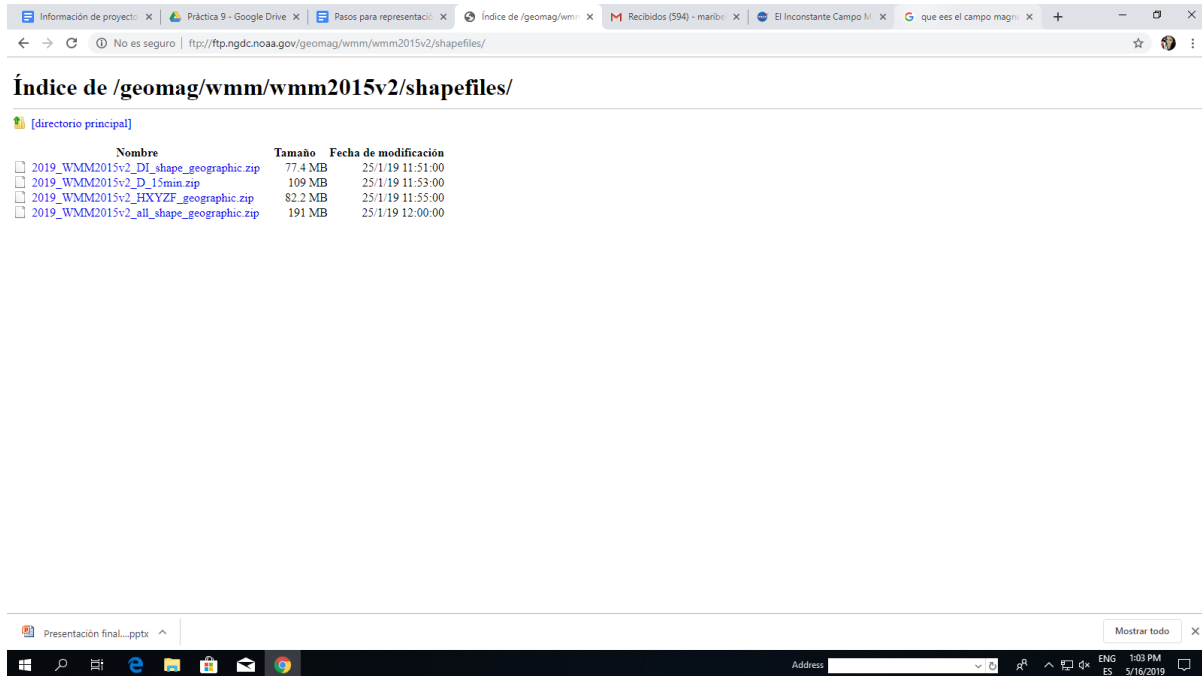 Información de proyecto
Práctica 9 - Google Drive
Pasos para representació
Índice de /geomag/wmm
Recibidos (594) - maribe
El Inconstante Campo M
que ees el campo magn
No es seguro | ftp://ftp.ngdc.noaa.gov/geomag/wmm/wmm2015v2/shapefiles/
Índice de /geomag/wmm/wmm2015v2/shapefiles/
[directorio principal]
Nombre Tamaño Fecha de modificación
2019_WMM2015v2_DI_shape_geographic.zip 77.4 MB 25/1/19 11:51:00
2019_WMM2015v2_D_15min.zip 109 MB 25/1/19 11:53:00
2019_WMM2015v2_HXYZF_geographic.zip 82.2 MB 25/1/19 11:55:00
2019_WMM2015v2_all_shape_geographic.zip 191 MB 25/1/19 12:00:00
Presentación final....pptx
Mostrar todo
Address
ENG 1:03 PM
ES 5/16/2019